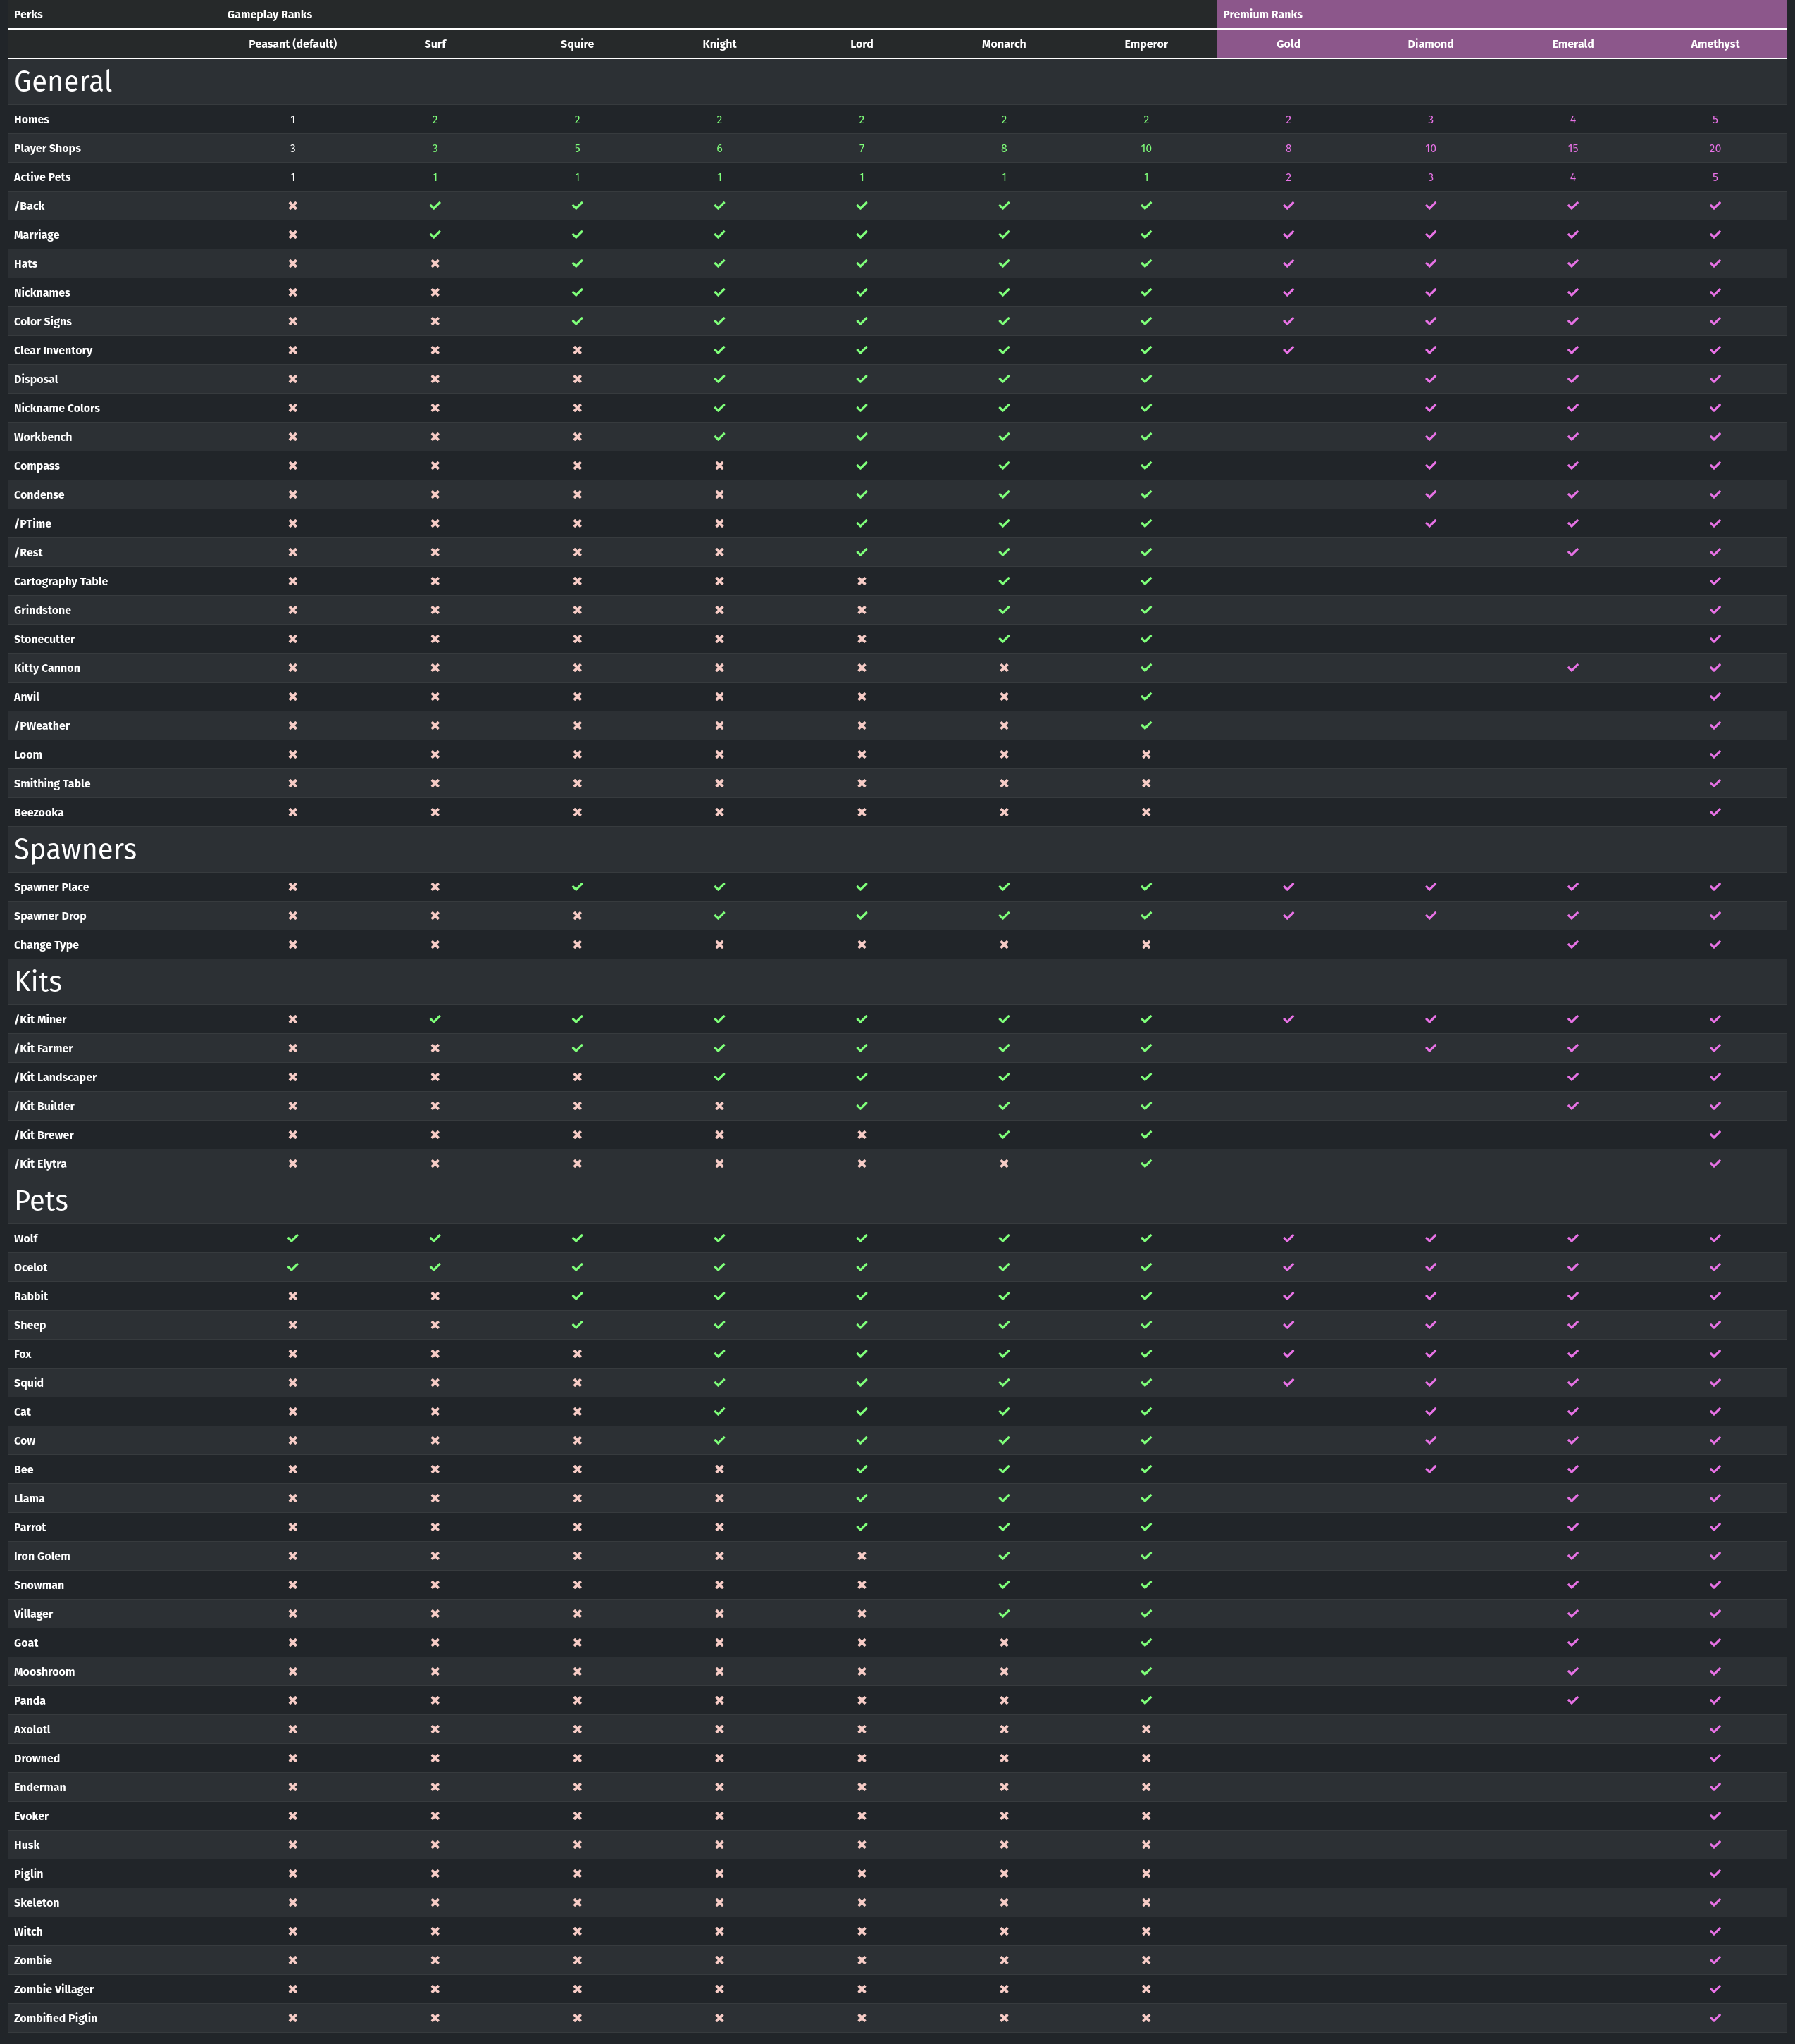 Perks Gameplay Ranks Premium Ranks
Peasant (default) Surf Squire Knight Lord Monarch Emperor Gold Diamond Emerald Amethyst
General
Homes 1 2 2 2 2 2 2 2 3 4 5
Player Shops 3 3 5 6 7 8 10 8 10 15 20
Active Pets 1 1 1 1 1 1 1 2 3 4 5
/Back
Marriage
Hats
Nicknames
Color Signs
Clear Inventory
Disposal
Nickname Colors
Workbench
Compass
Condense
/PTime
/Rest
Cartography Table
Grindstone
Stonecutter
Kitty Cannon
Anvil
/PWeather
Loom
Smithing Table
Beezooka
Spawners
Spawner Place
Spawner Drop
Change Type
Kits
/Kit Miner
/Kit Farmer
/Kit Landscaper
/Kit Builder
/Kit Brewer
/Kit Elytra
Pets
Wolf
Ocelot
Rabbit
Sheep
Fox
Squid
Cat
Cow
Bee
Llama
Parrot
Iron Golem
Snowman
Villager
Goat
Mooshroom
Panda
Axolotl
Drowned
Enderman
Evoker
Husk
Piglin
Skeleton
Witch
Zombie
Zombie Villager
Zombified Piglin